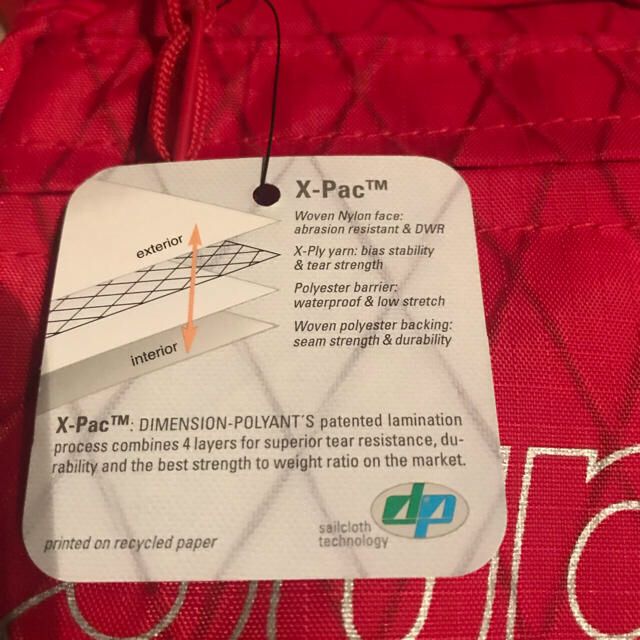 X-Pac™
Woven Nylon face:
abrasion resistant & DWR
exterior
X-Ply yarn: bias stability
& tear strength
Polyester barrier:
waterproof & low stretch
Woven polyester backing:
seam strength & durability
interior
X-Pac™: DIMENSION-POLYANT'S patented lamination
process combines 4 layers for superior tear resistance, du-
rability and the best strength to weight ratio on the market.
dp
sailcloth
technology
printed on recycled paper